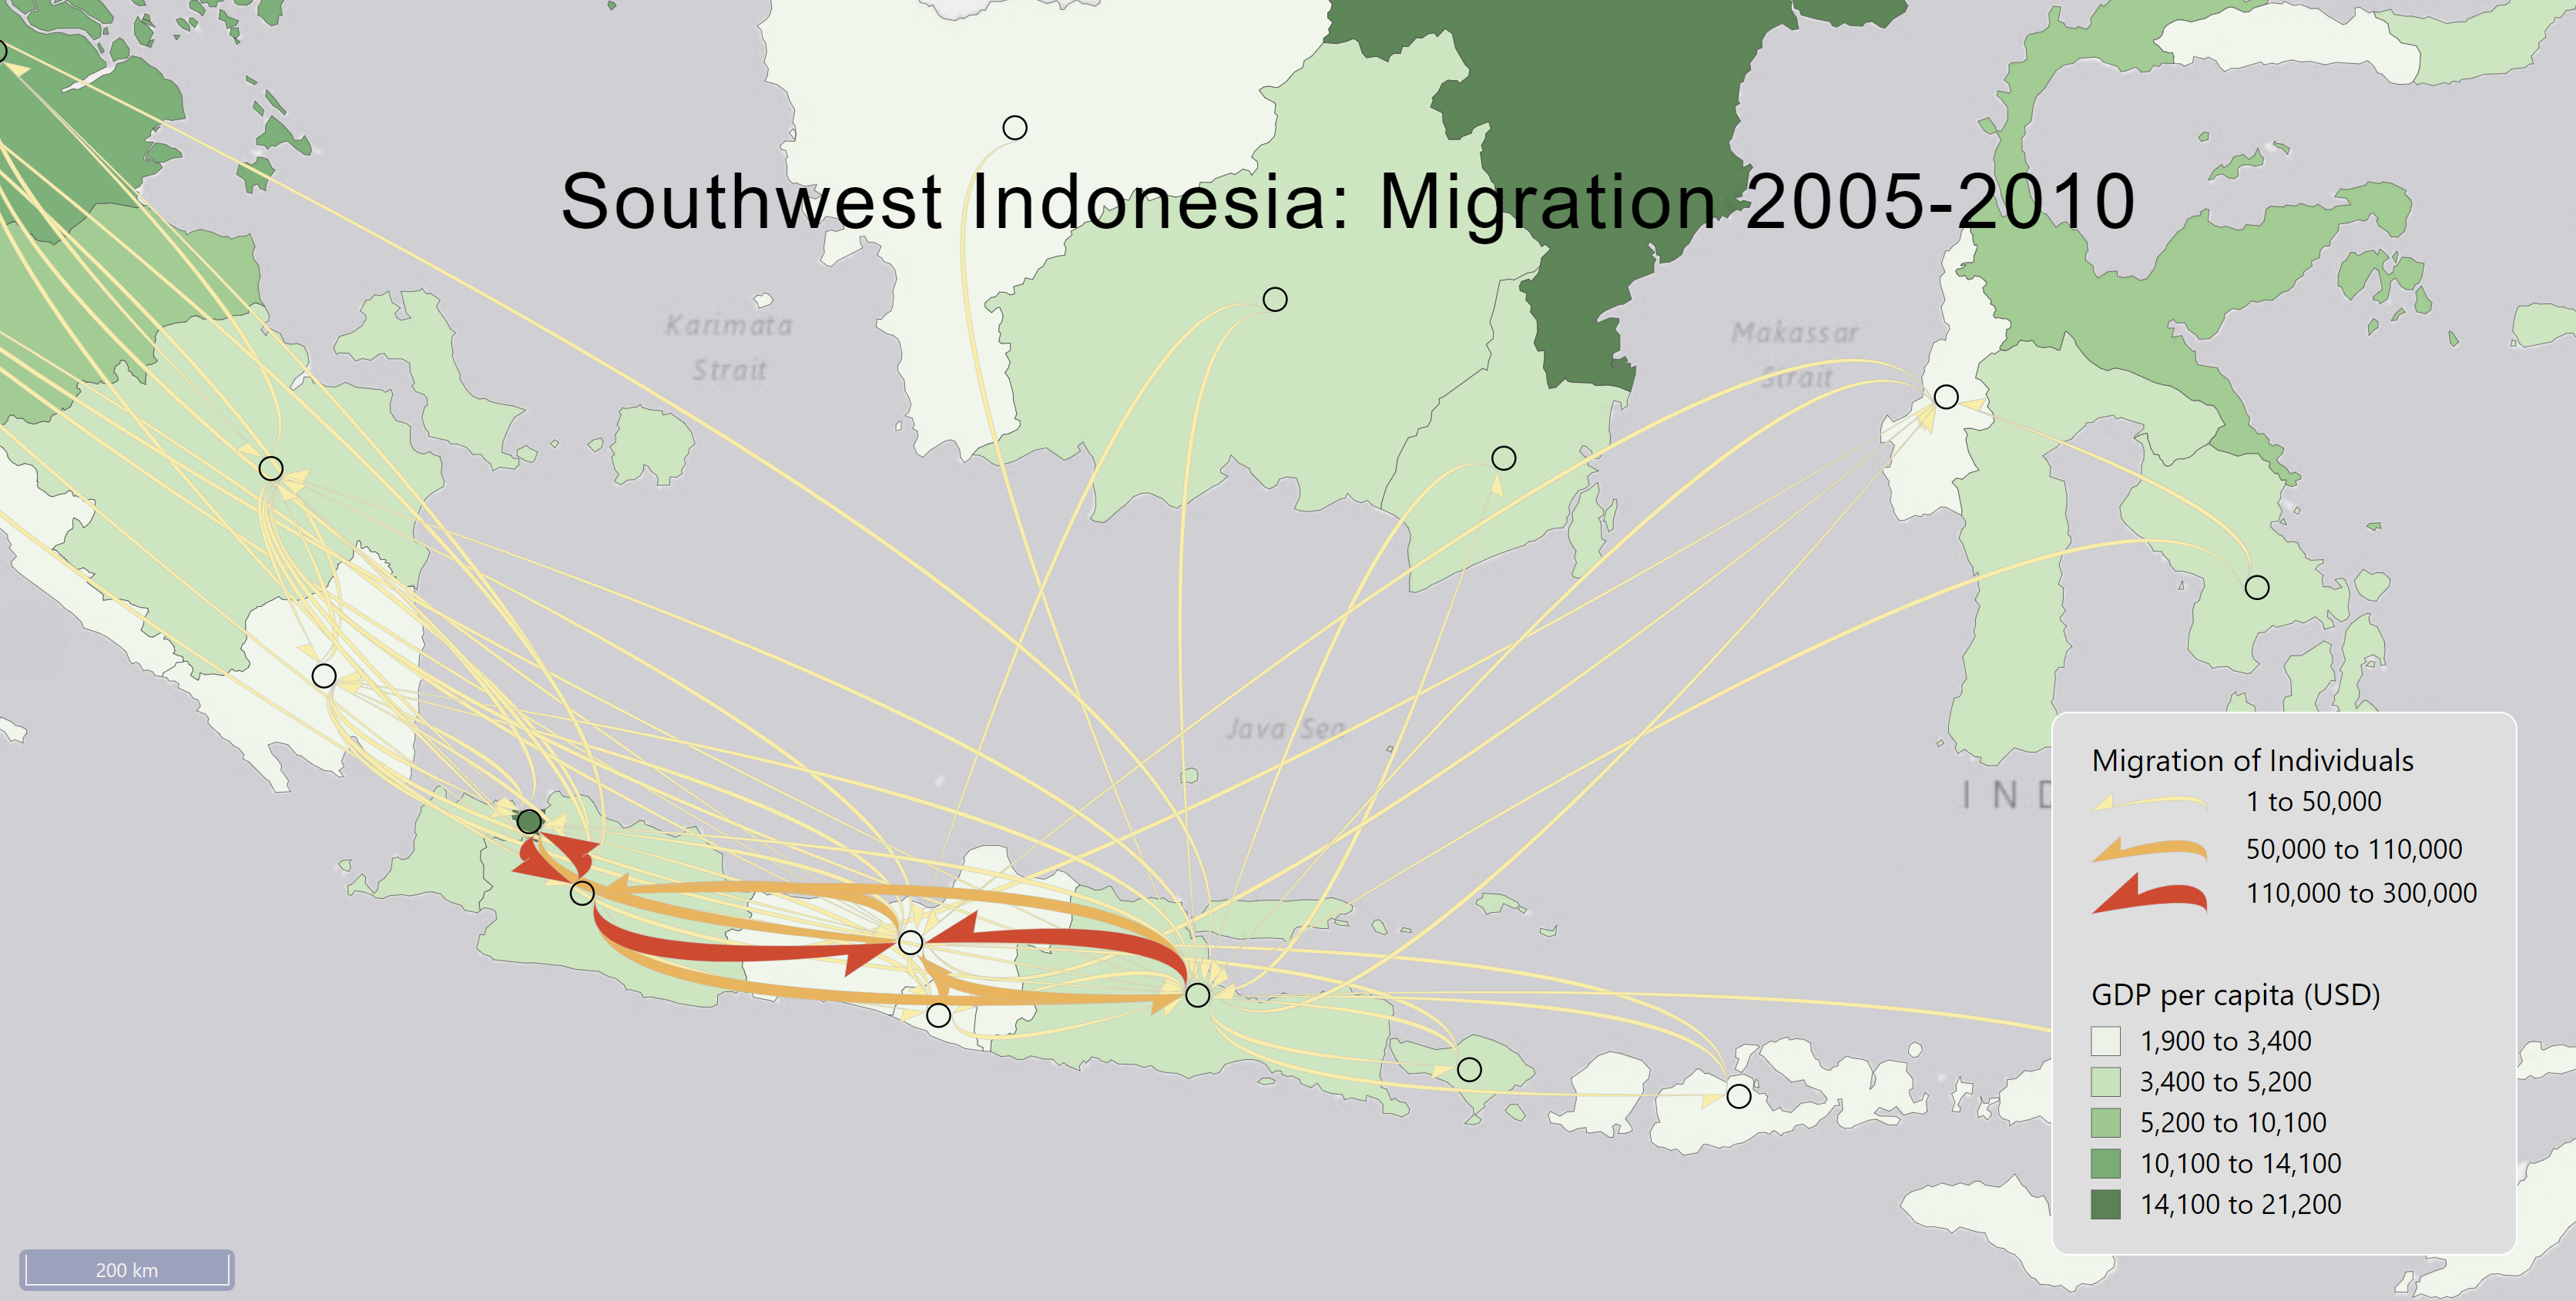 Southwest Indonesia: Migration 2005-2010
Karimata
Strait
Makassar
Strait
Java Sea
IND
Migration of Individuals
1 to 50,000
50,000 to 110,000
110,000 to 300,000
GDP per capita (USD)
1,900 to 3,400
3,400 to 5,200
5,200 to 10,100
10,100 to 14,100
14,100 to 21,200
200 km